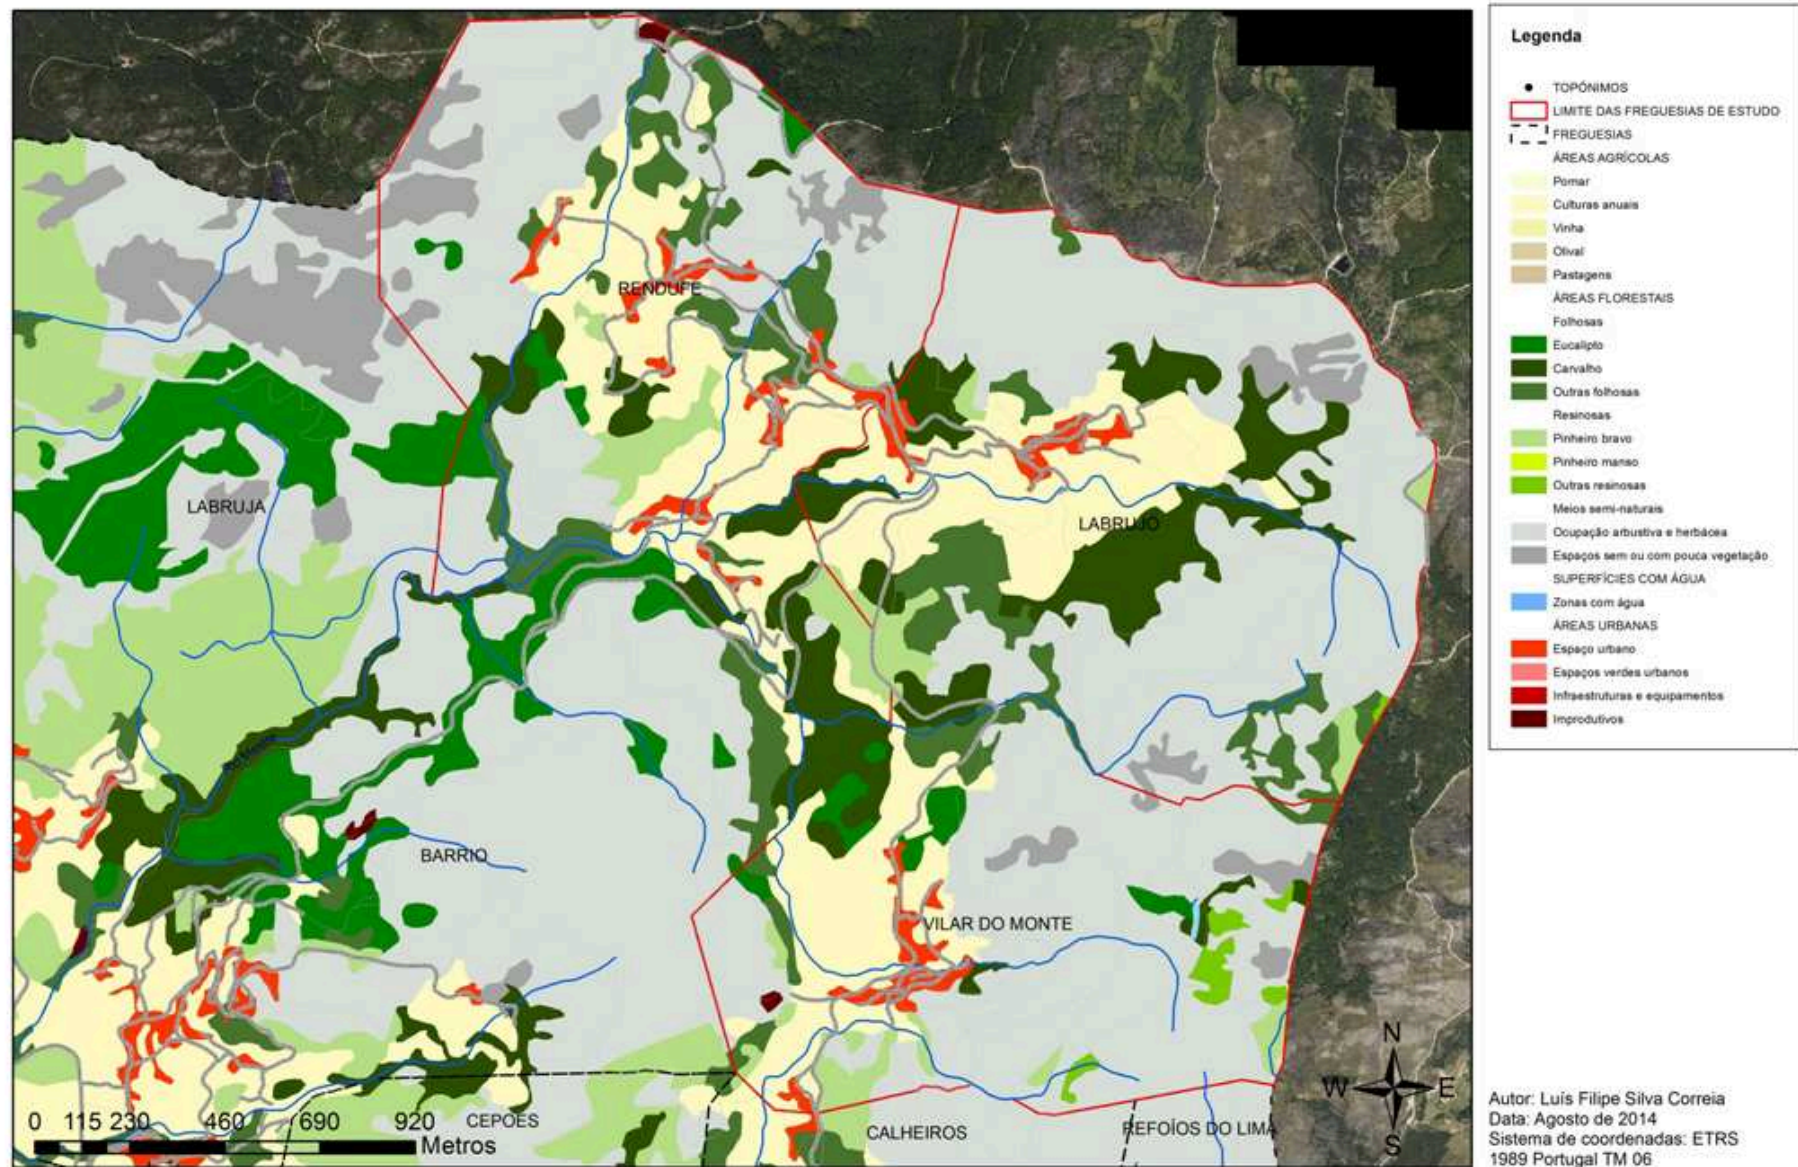 RENDUFE
LABRUJA
LABRUJÓ
BARRIO
VILAR DO MONTE
CEPÕES
CALHEIROS
REFOÍOS DO LIMA
N
W E
S
0 115 230 460 690 920
Metros
Legenda
TOPÓNIMOS
LIMITE DAS FREGUESIAS DE ESTUDO
FREGUESIAS
ÁREAS AGRÍCOLAS
Pomar
Culturas anuais
Vinha
Olival
Pastagens
ÁREAS FLORESTAIS
Folhosas
Eucalipto
Carvalho
Outras folhosas
Resinosas
Pinheiro bravo
Pinheiro manso
Outras resinosas
Meios semi-naturais
Ocupação arbustiva e herbácea
Espaços sem ou com pouca vegetação
SUPERFÍCIES COM ÁGUA
Zonas com água
ÁREAS URBANAS
Espaço urbano
Espaços verdes urbanos
Infraestruturas e equipamentos
Improdutivos
Autor: Luís Filipe Silva Correia
Data: Agosto de 2014
Sistema de coordenadas: ETRS
1989 Portugal TM 06